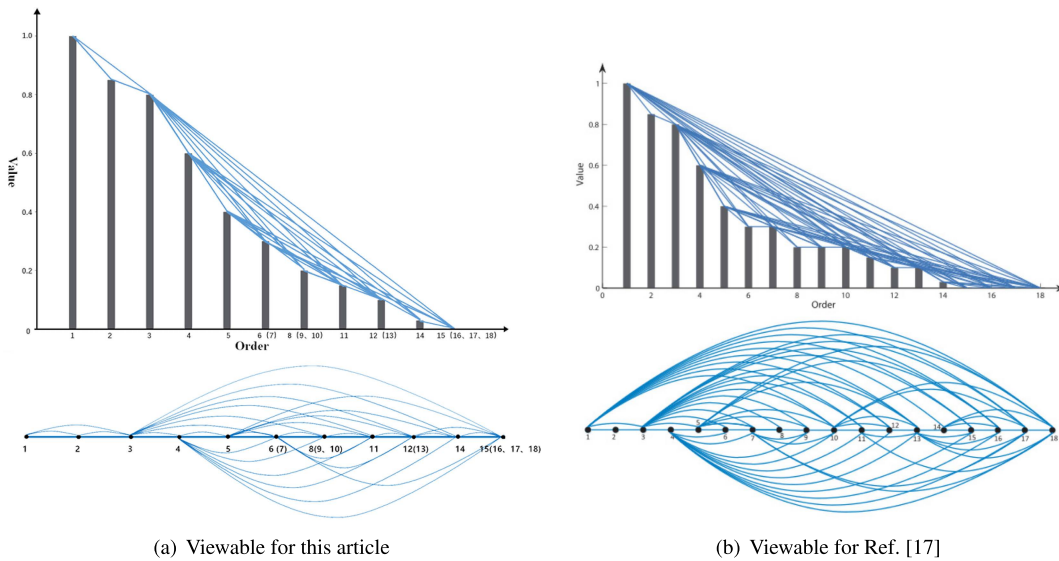 1.0
0.8
0.6
0.4
0.2
0
Value
1 2 3 4 5 6 (7) 8 (9、10) 11 12 (13) 14 15 (16、17、18)
Order
1 2 3 4 5 6 (7) 8(9、10) 11 12(13) 14 15(16、17、18)
(a) Viewable for this article
1
0.8
0.6
0.4
0.2
0
Value
0 2 4 6 8 10 12 14 16 18
Order
1 2 3 4 5 6 7 8 9 10 11 12 13 14 15 16 17 18
(b) Viewable for Ref. [17]